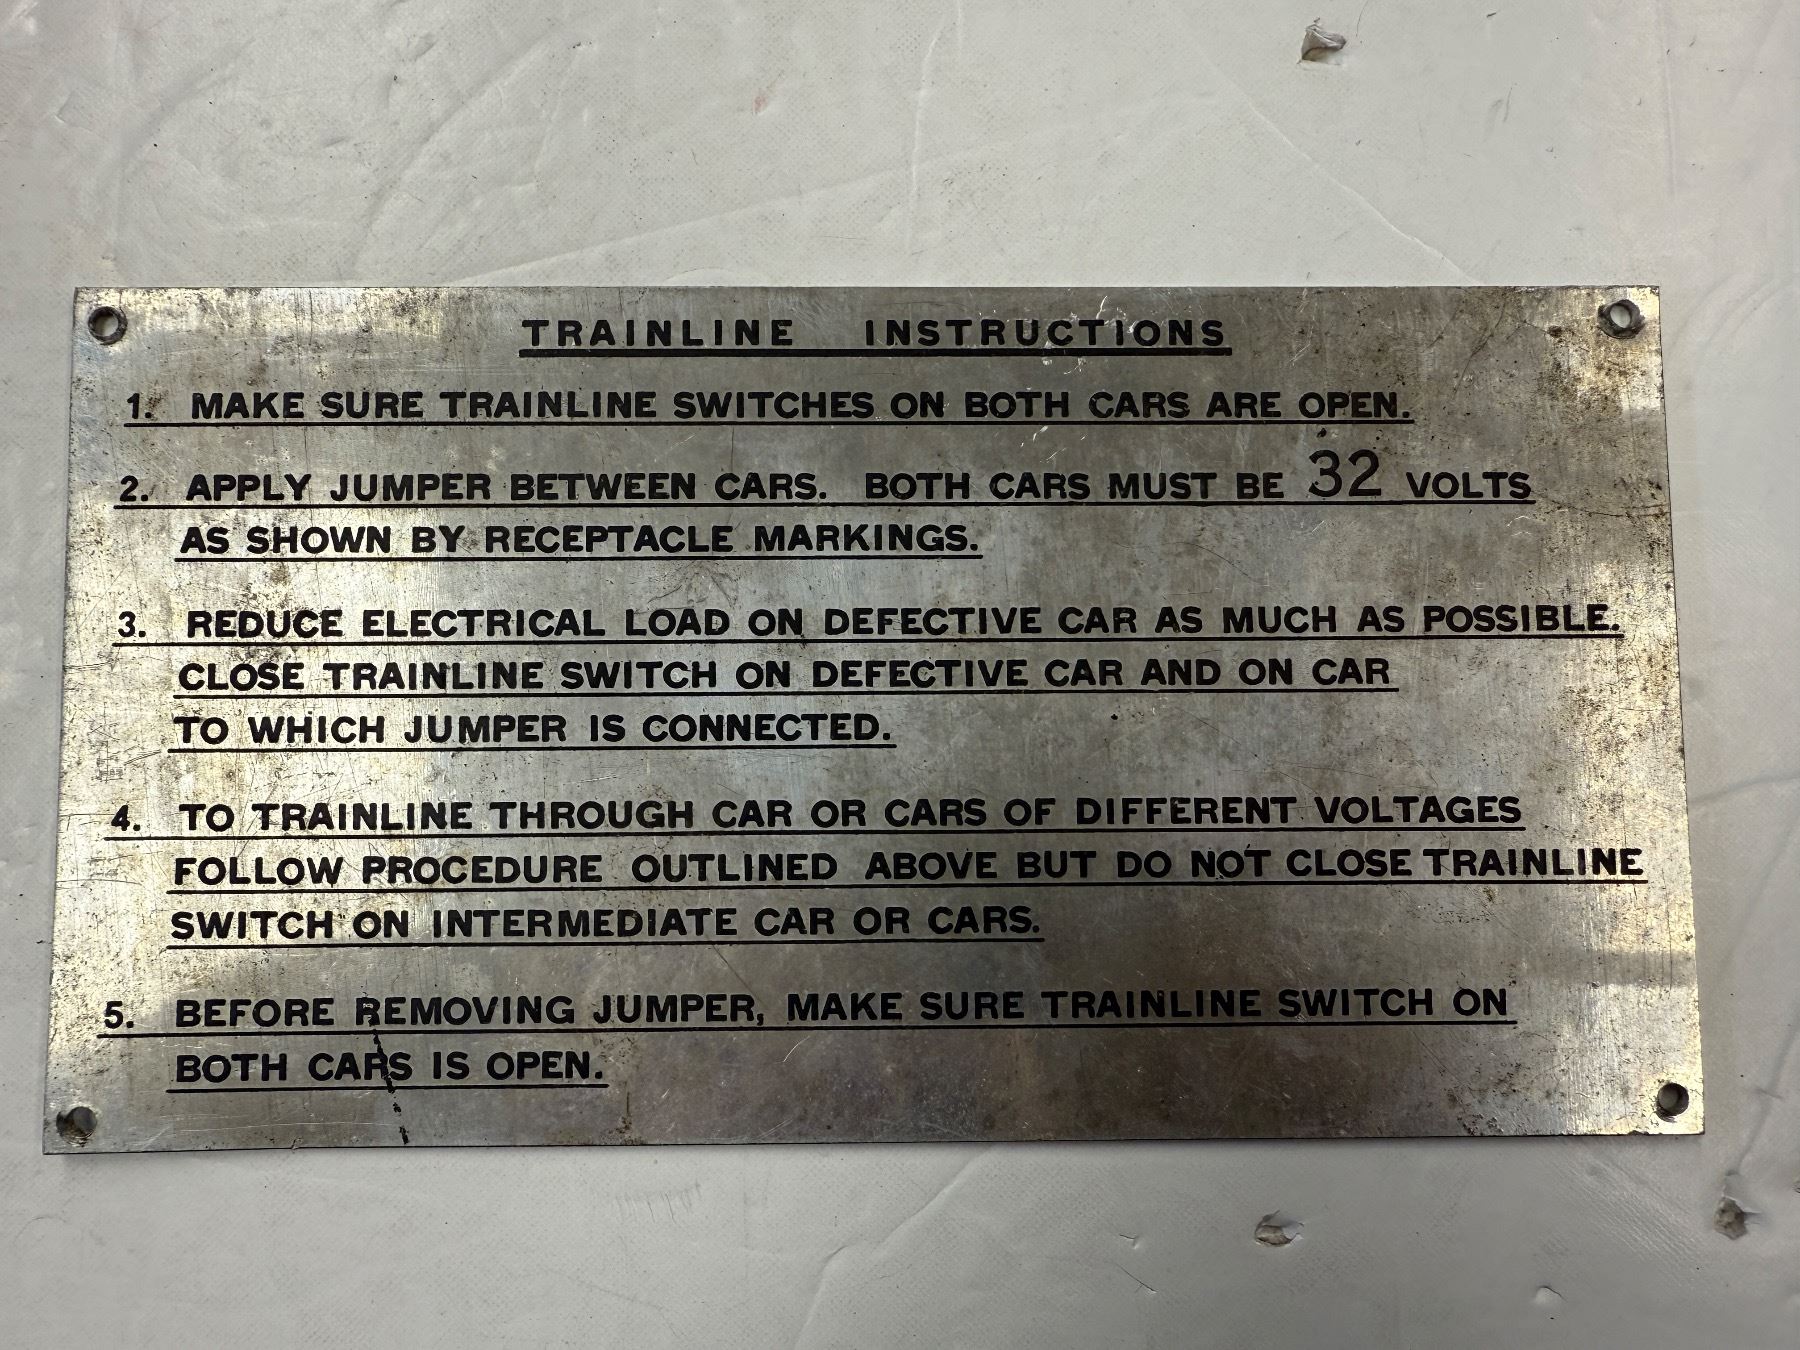 TRAINLINE INSTRUCTIONS
1. MAKE SURE TRAINLINE SWITCHES ON BOTH CARS ARE OPEN.
2. APPLY JUMPER BETWEEN CARS. BOTH CARS MUST BE 32 VOLTS
AS SHOWN BY RECEPTACLE MARKINGS.
3. REDUCE ELECTRICAL LOAD ON DEFECTIVE CAR AS MUCH AS POSSIBLE.
CLOSE TRAINLINE SWITCH ON DEFECTIVE CAR AND ON CAR
TO WHICH JUMPER IS CONNECTED.
4. TO TRAINLINE THROUGH CAR OR CARS OF DIFFERENT VOLTAGES
FOLLOW PROCEDURE OUTLINED ABOVE BUT DO NOT CLOSE TRAINLINE
SWITCH ON INTERMEDIATE CAR OR CARS.
5. BEFORE REMOVING JUMPER, MAKE SURE TRAINLINE SWITCH ON
BOTH CARS IS OPEN.